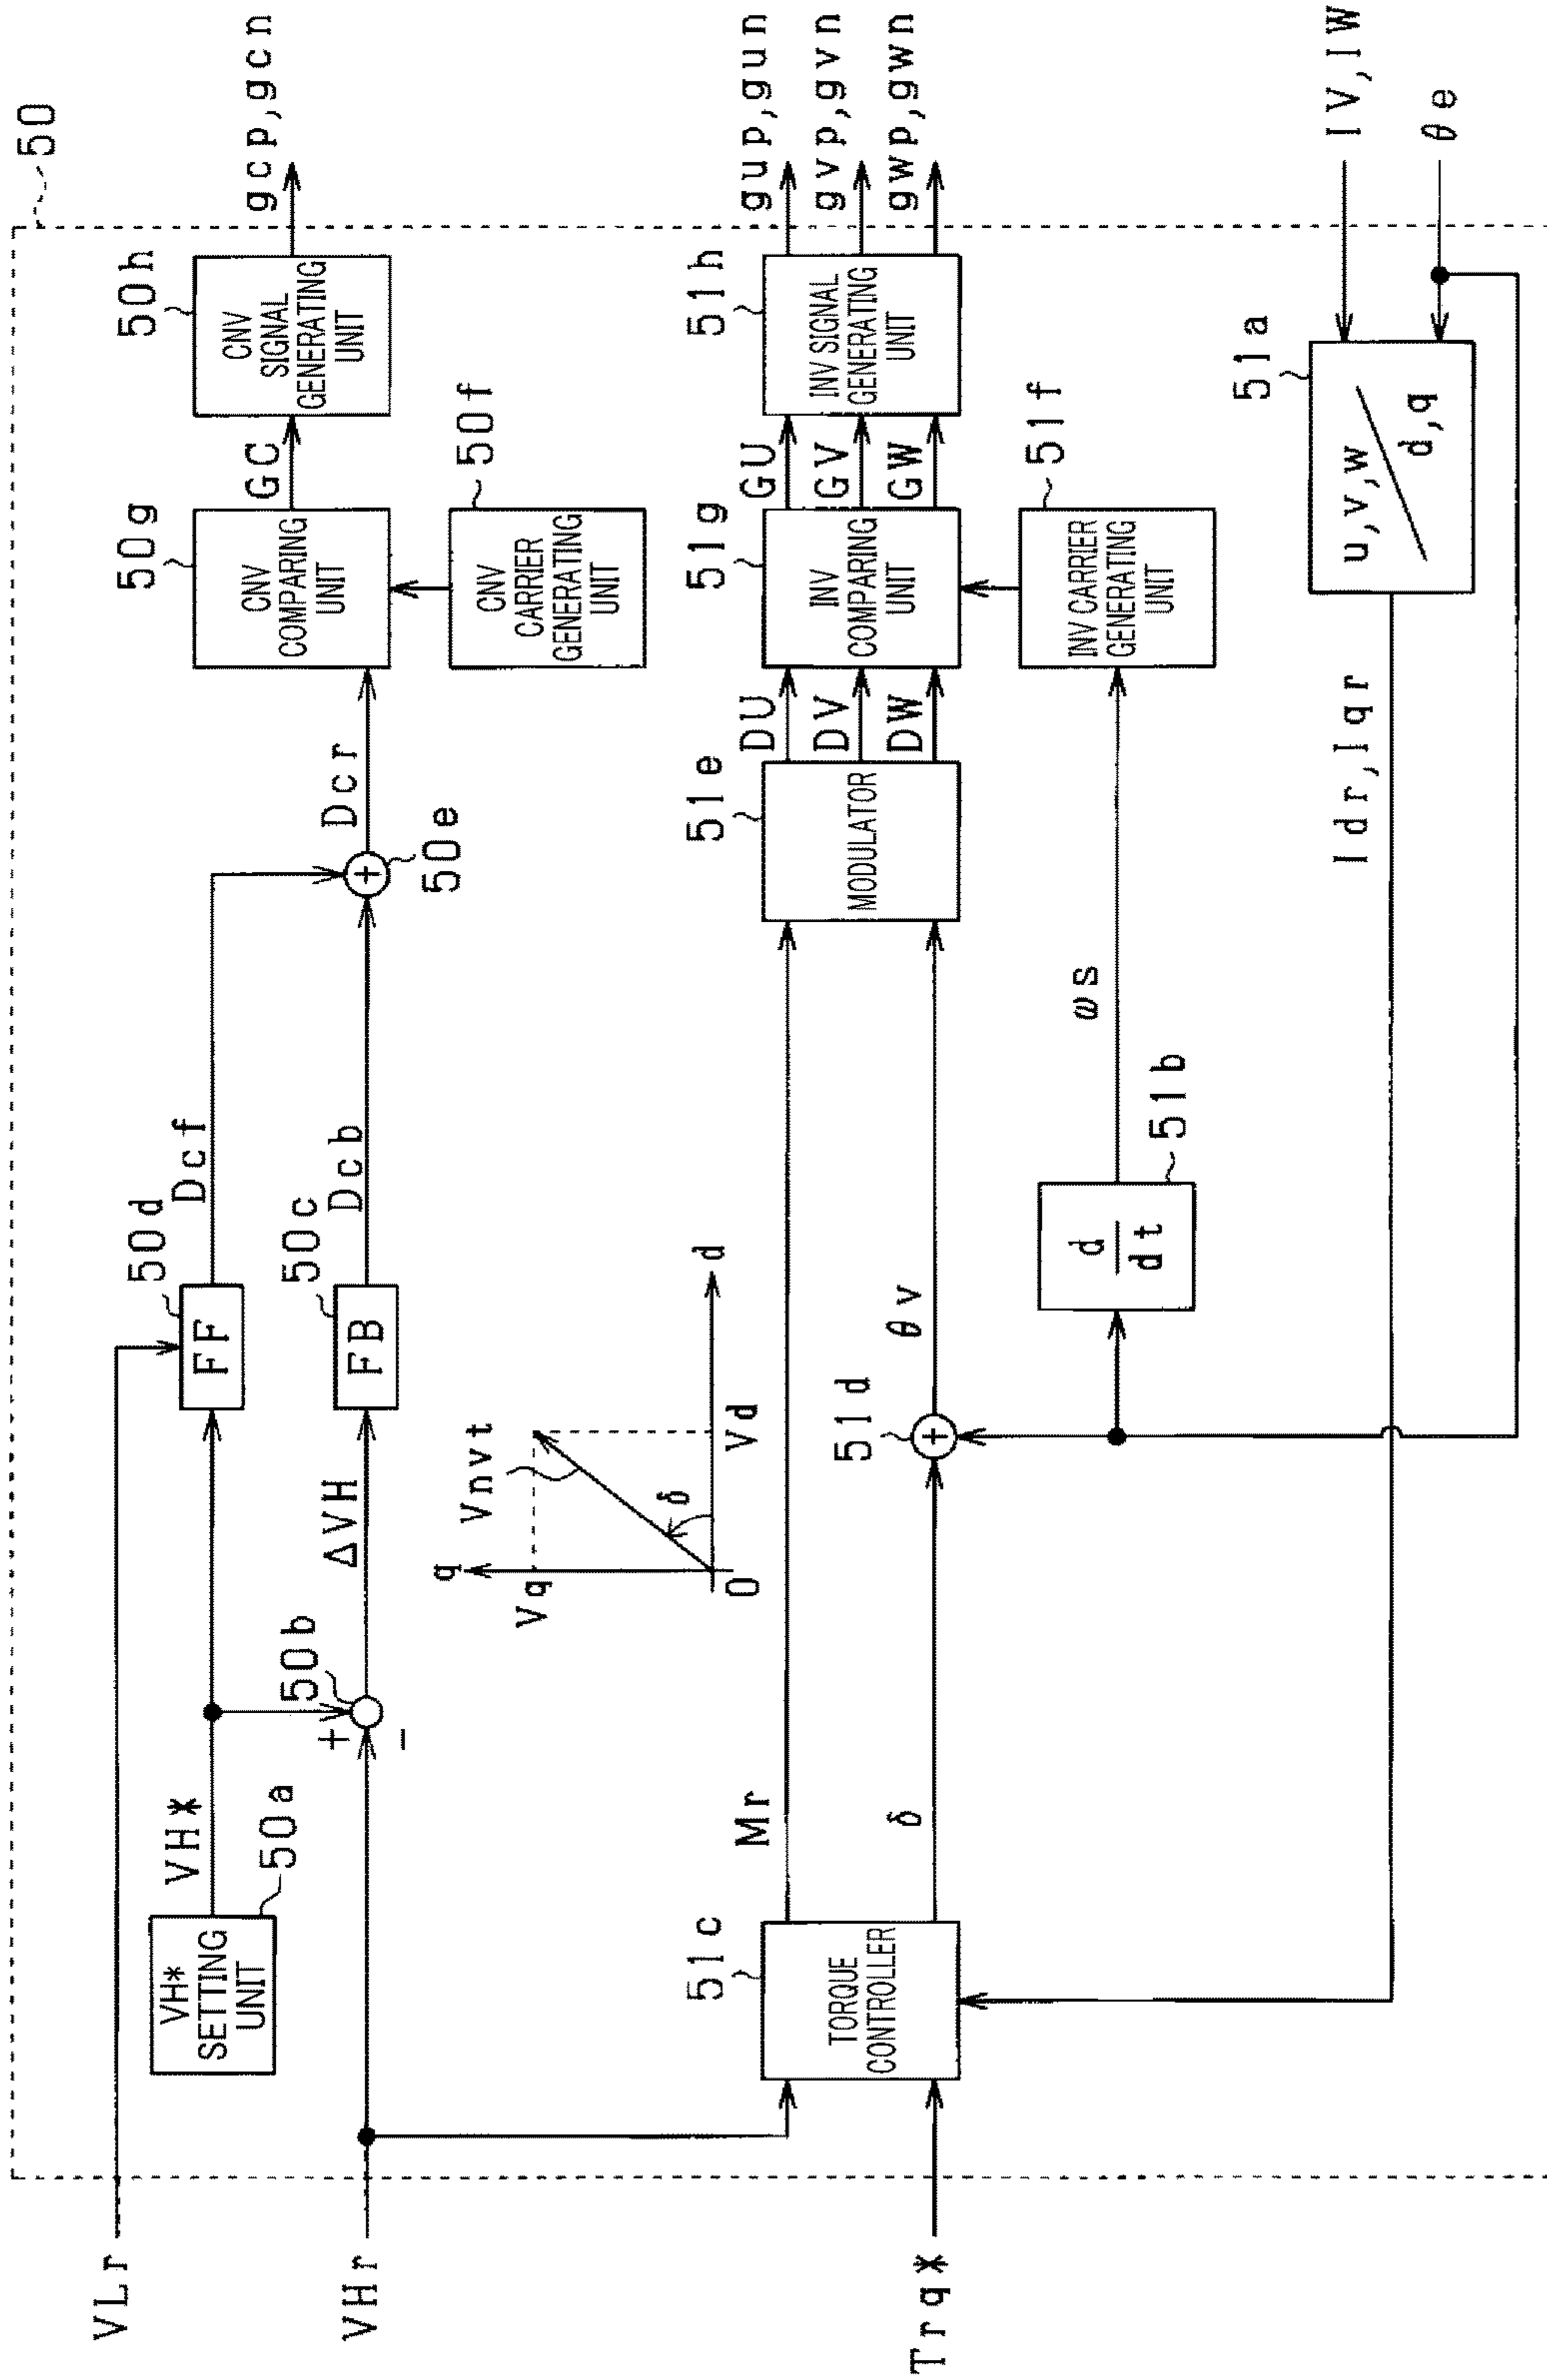 50
VLr
VH*
SETTING
UNIT
50a
VH*
VHr
+
-
50b
ΔVH
50d
FF
Dcf
50c
FB
Dcb
50e
+
Dcr
50g
CNV
COMPARING
UNIT
50f
CNV
CARRIER
GENERATING
UNIT
GC
50h
CNV
SIGNAL
GENERATING
UNIT
gcp,gcn
q
Vq
Vnvt
δ
0
Vd
d
Trq*
51c
TORQUE
CONTROLLER
Mr
δ
51d
+
θv
51e
MODULATOR
DU
DV
DW
51g
INV
COMPARING
UNIT
GU
GV
GW
51h
INV SIGNAL
GENERATING
UNIT
gup,gun
gvp,gvn
gwp,gwn
51b
d
dt
ωs
51f
INV CARRIER
GENERATING
UNIT
Idr,Iqr
51a
u,v,w
d,q
IV,IW
θe